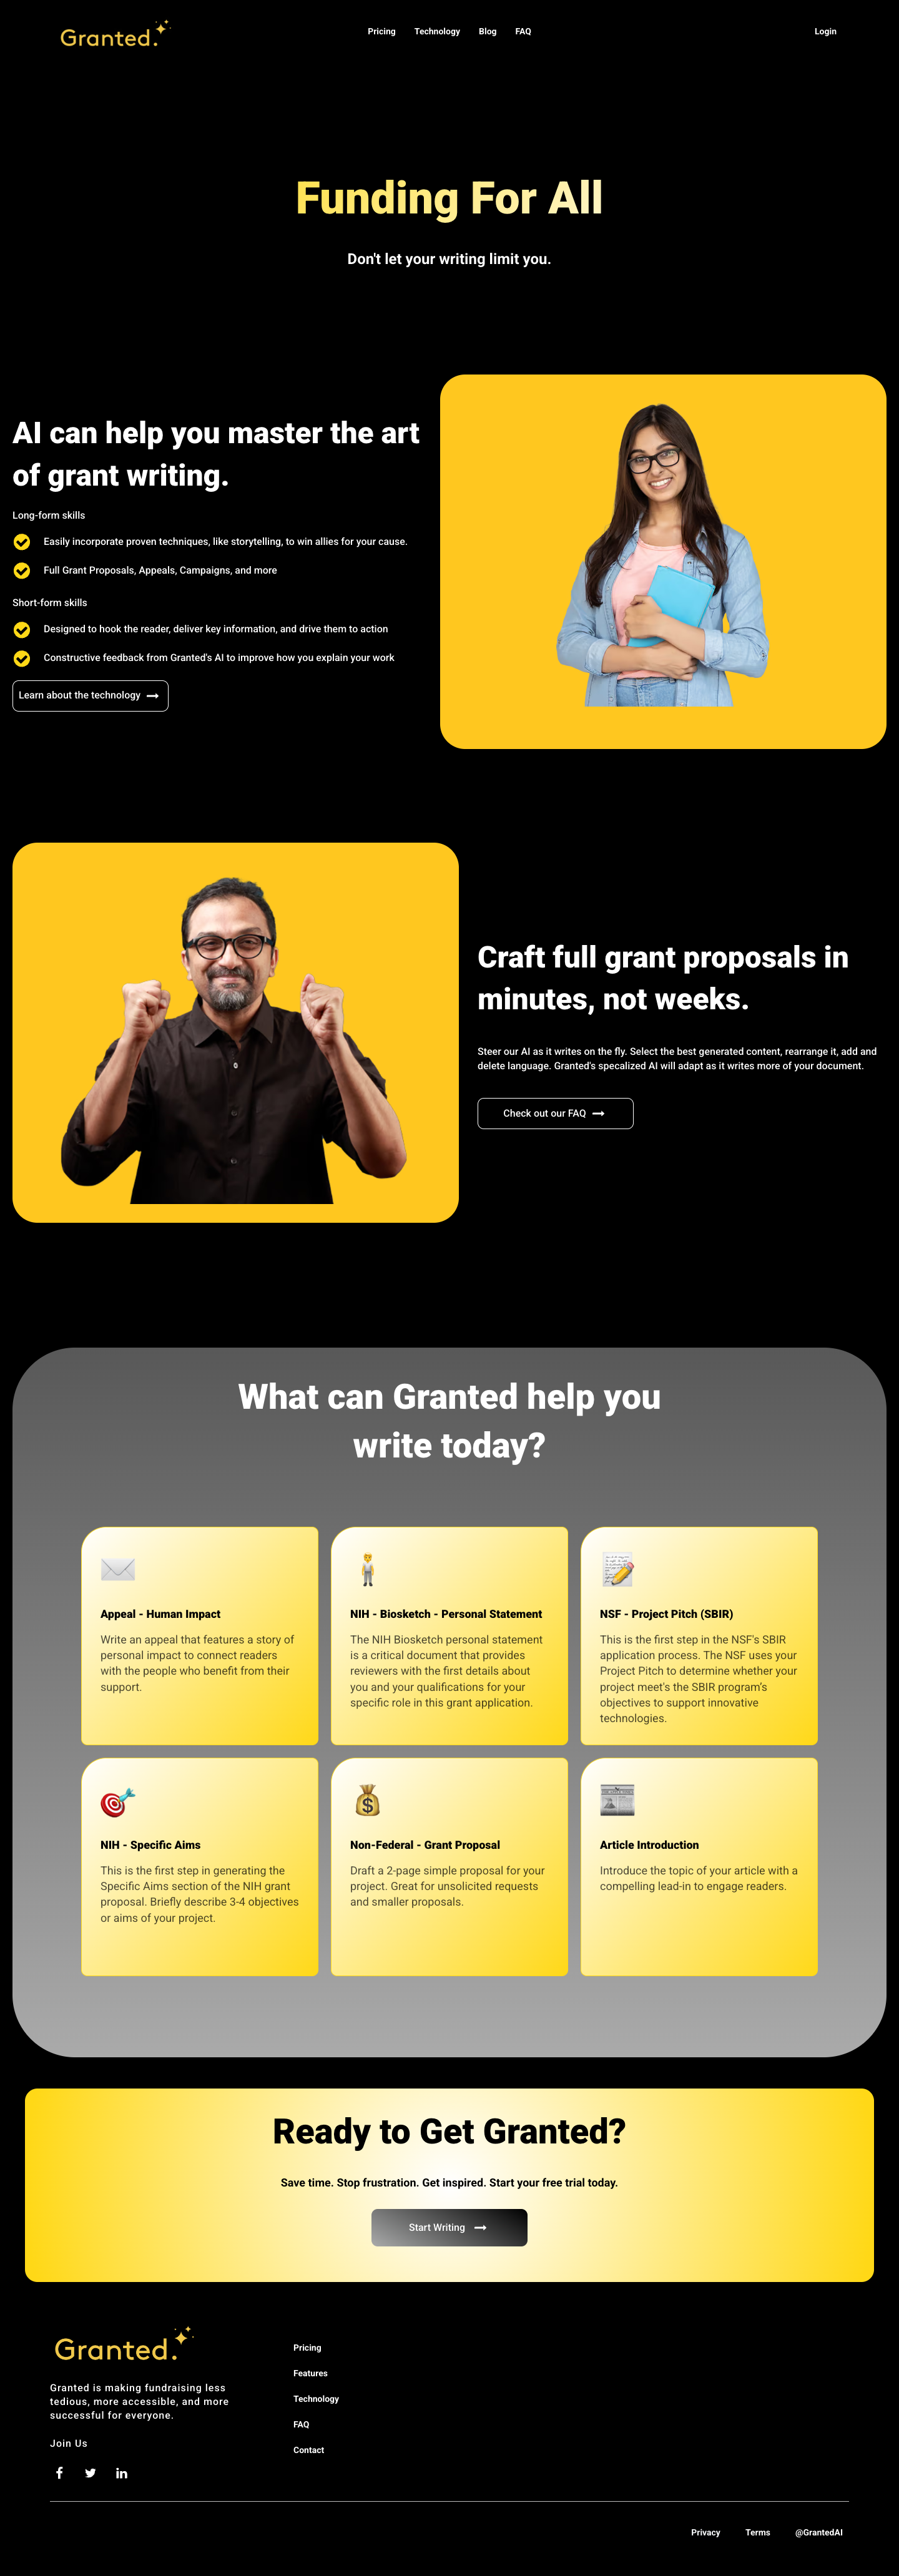 Granted.
Pricing
Technology
Blog
FAQ
Login
Funding For All
Don't let your writing limit you.
AI can help you master the art
of grant writing.
Long-form skills
Easily incorporate proven techniques, like storytelling, to win allies for your cause.
Full Grant Proposals, Appeals, Campaigns, and more
Short-form skills
Designed to hook the reader, deliver key information, and drive them to action
Constructive feedback from Granted's AI to improve how you explain your work
Learn about the technology
Craft full grant proposals in
minutes, not weeks.
Steer our AI as it writes on the fly. Select the best generated content, rearrange it, add and
delete language. Granted's specalized AI will adapt as it writes more of your document.
Check out our FAQ
What can Granted help you
write today?
Appeal - Human Impact
Write an appeal that features a story of
personal impact to connect readers
with the people who benefit from their
support.
NIH - Biosketch - Personal Statement
The NIH Biosketch personal statement
is a critical document that provides
reviewers with the first details about
you and your qualifications for your
specific role in this grant application.
NSF - Project Pitch (SBIR)
This is the first step in the NSF's SBIR
application process. The NSF uses your
Project Pitch to determine whether your
project meet's the SBIR program's
objectives to support innovative
technologies.
NIH - Specific Aims
This is the first step in generating the
Specific Aims section of the NIH grant
proposal. Briefly describe 3-4 objectives
or aims of your project.
Non-Federal - Grant Proposal
Draft a 2-page simple proposal for your
project. Great for unsolicited requests
and smaller proposals.
Article Introduction
Introduce the topic of your article with a
compelling lead-in to engage readers.
Ready to Get Granted?
Save time. Stop frustration. Get inspired. Start your free trial today.
Start Writing
Granted.
Granted is making fundraising less
tedious, more accessible, and more
successful for everyone.
Join Us
Pricing
Features
Technology
FAQ
Contact
Privacy
Terms
@GrantedAI